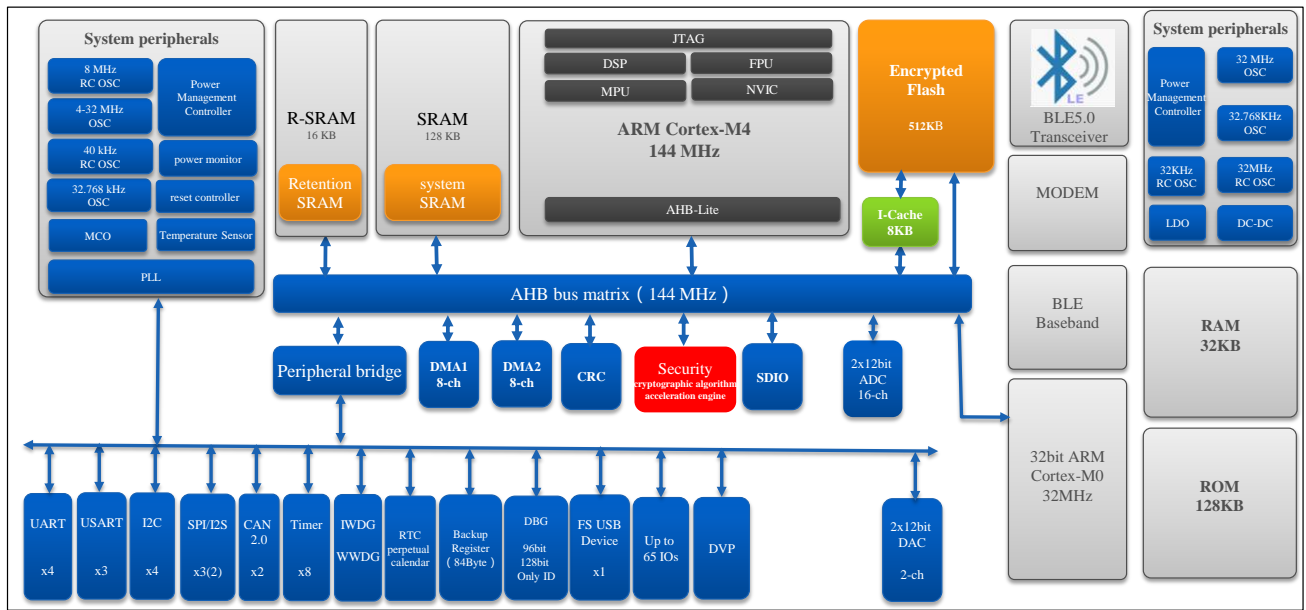 System peripherals
8 MHz
RC OSC
Power
Management
Controller
4-32 MHz
OSC
40 kHz
RC OSC
power monitor
32.768 kHz
OSC
reset controller
MCO
Temperature Sensor
PLL
R-SRAM
16 KB
Retention
SRAM
SRAM
128 KB
system
SRAM
JTAG
DSP
FPU
MPU
NVIC
ARM Cortex-M4
144 MHz
AHB-Lite
Encrypted
Flash
512KB
I-Cache
8KB
LE
BLE5.0
Transceiver
MODEM
BLE
Baseband
32bit ARM
Cortex-M0
32MHz
System peripherals
Power
Management
Controller
32 MHz
OSC
32.768KHz
OSC
32KHz
RC OSC
32MHz
RC OSC
LDO
DC-DC
RAM
32KB
ROM
128KB
AHB bus matrix ( 144 MHz )
Peripheral bridge
DMA1
8-ch
DMA2
8-ch
CRC
Security
cryptographic algorithm
acceleration engine
SDIO
2x12bit
ADC
16-ch
UART
x4
USART
x3
I2C
x4
SPI/I2S
x3(2)
CAN
2.0
x2
Timer
x8
IWDG
WWDG
RTC
perpetual
calendar
Backup
Register
( 84Byte )
DBG
96bit
128bit
Only ID
FS USB
Device
x1
Up to
65 IOs
DVP
2x12bit
DAC
2-ch